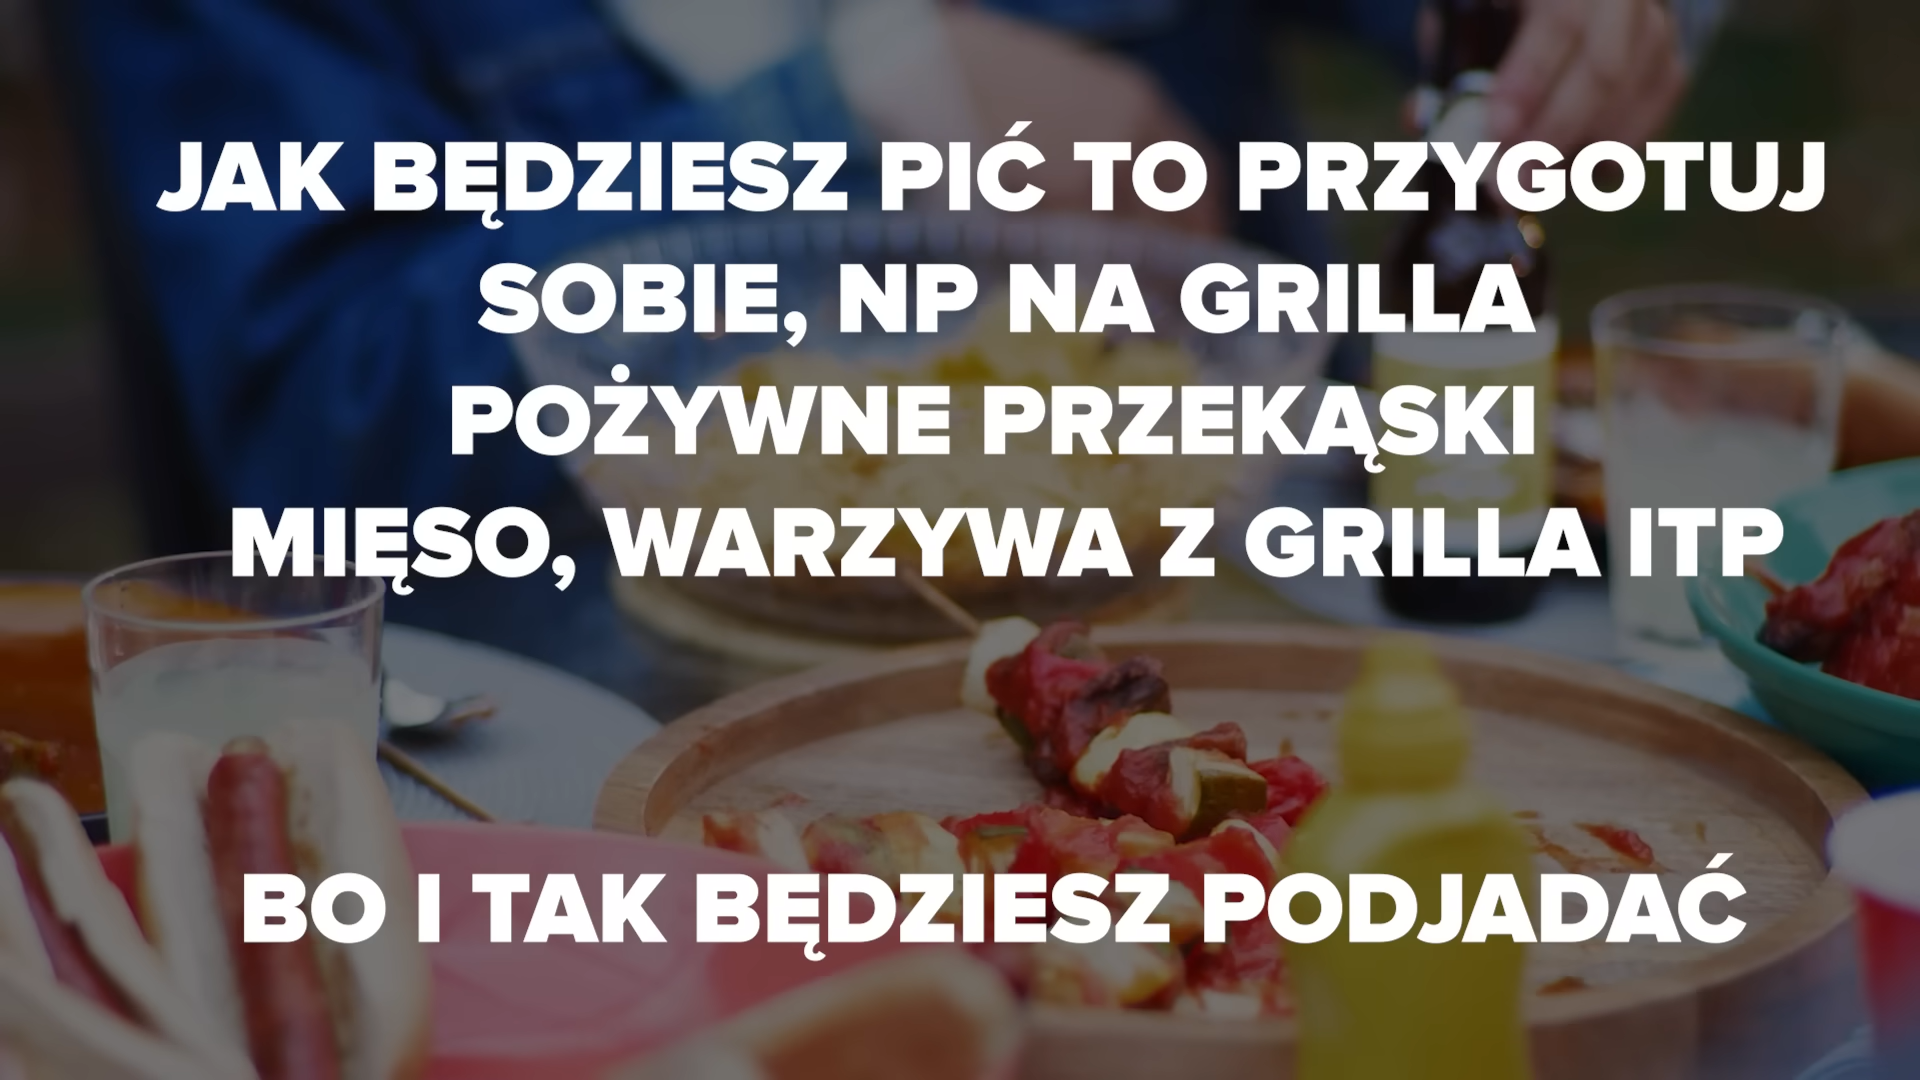 JAK BĘDZIESZ PIĆ TO PRZYGOTUJ
SOBIE, NP NA GRILLA
POŻYWNE PRZEKĄSKI
MIĘSO, WARZYWA Z GRILLA ITP
BO I TAK BĘDZIESZ PODJADAĆ